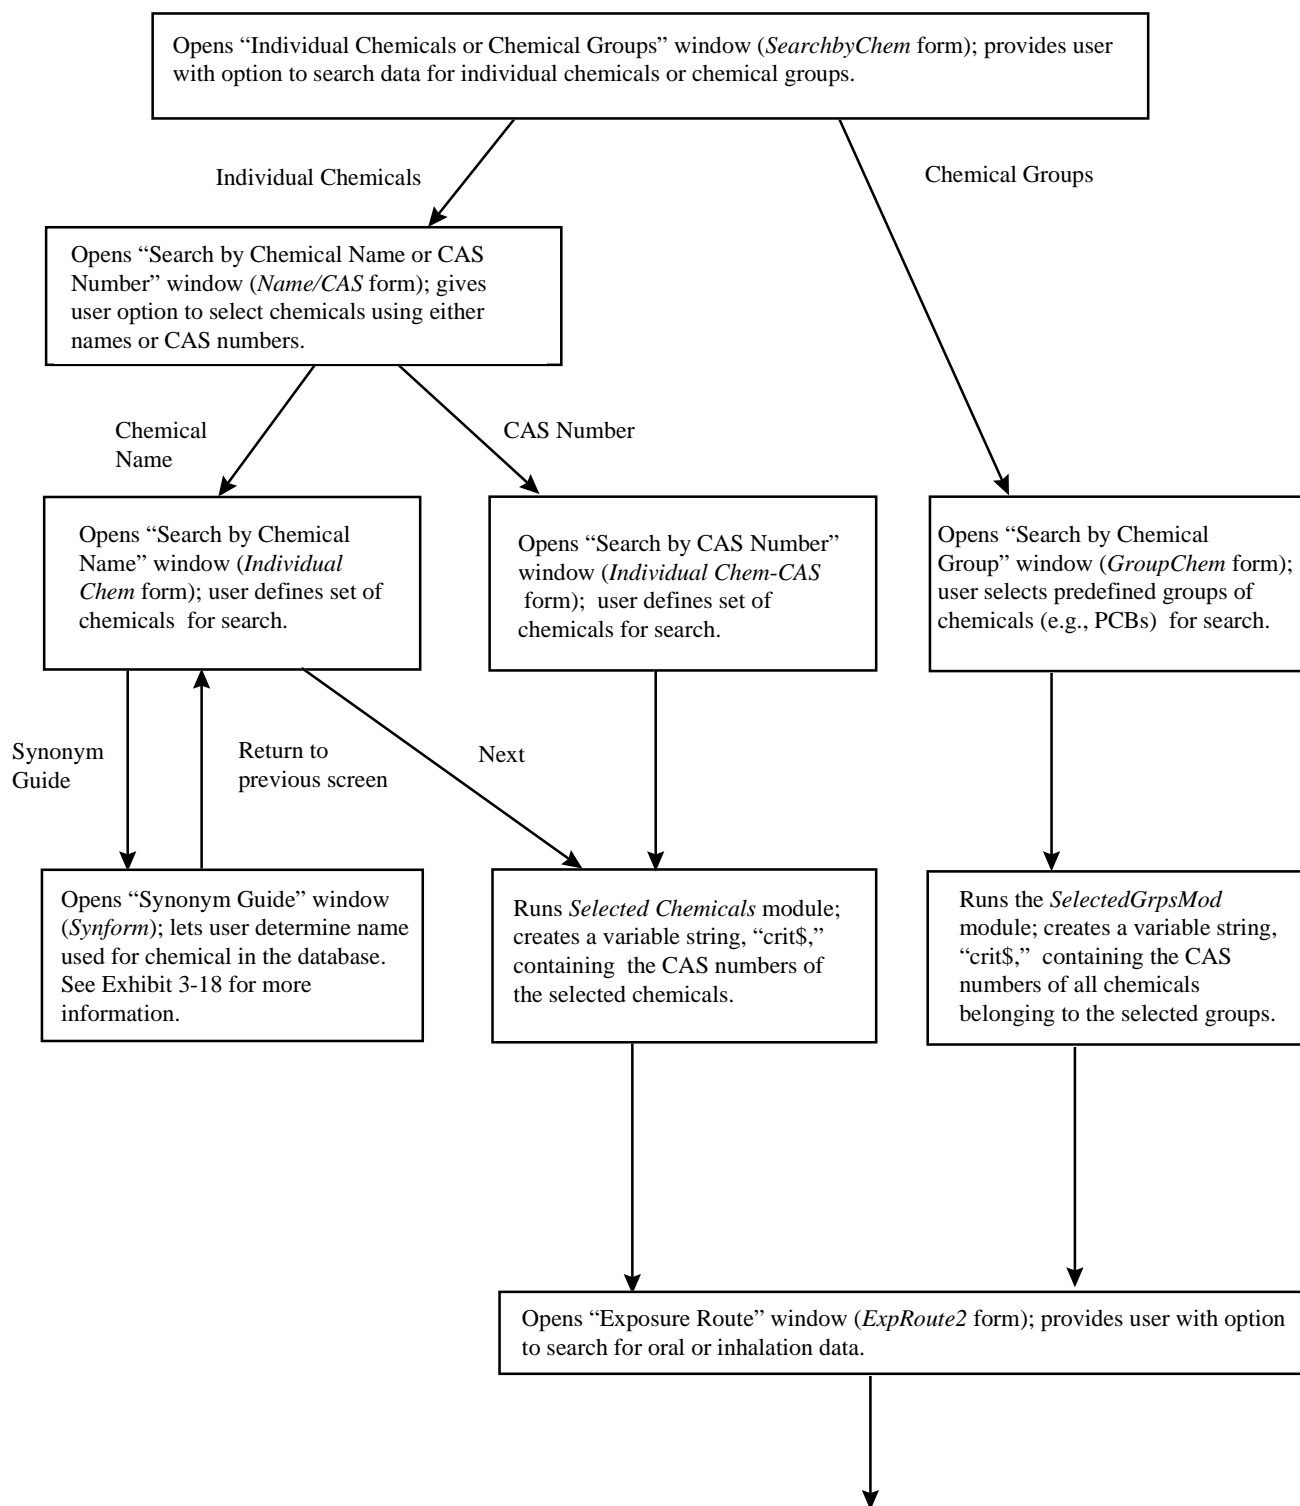 Opens “Individual Chemicals or Chemical Groups” window (SearchbyChem form); provides user
with option to search data for individual chemicals or chemical groups.
Individual Chemicals
Chemical Groups
Opens “Search by Chemical Name or CAS
Number” window (Name/CAS form); gives
user option to select chemicals using either
names or CAS numbers.
Chemical
Name
CAS Number
Opens “Search by Chemical
Name” window (Individual
Chem form); user defines set of
chemicals for search.
Opens “Search by CAS Number”
window (Individual Chem-CAS
form); user defines set of
chemicals for search.
Opens “Search by Chemical
Group” window (GroupChem form);
user selects predefined groups of
chemicals (e.g., PCBs) for search.
Synonym
Guide
Return to
previous screen
Next
Opens “Synonym Guide” window
(Synform); lets user determine name
used for chemical in the database.
See Exhibit 3-18 for more
information.
Runs Selected Chemicals module;
creates a variable string, “crit$,”
containing the CAS numbers of
the selected chemicals.
Runs the SelectedGrpsMod
module; creates a variable string,
“crit$,” containing the CAS
numbers of all chemicals
belonging to the selected groups.
Opens “Exposure Route” window (ExpRoute2 form); provides user with option
to search for oral or inhalation data.